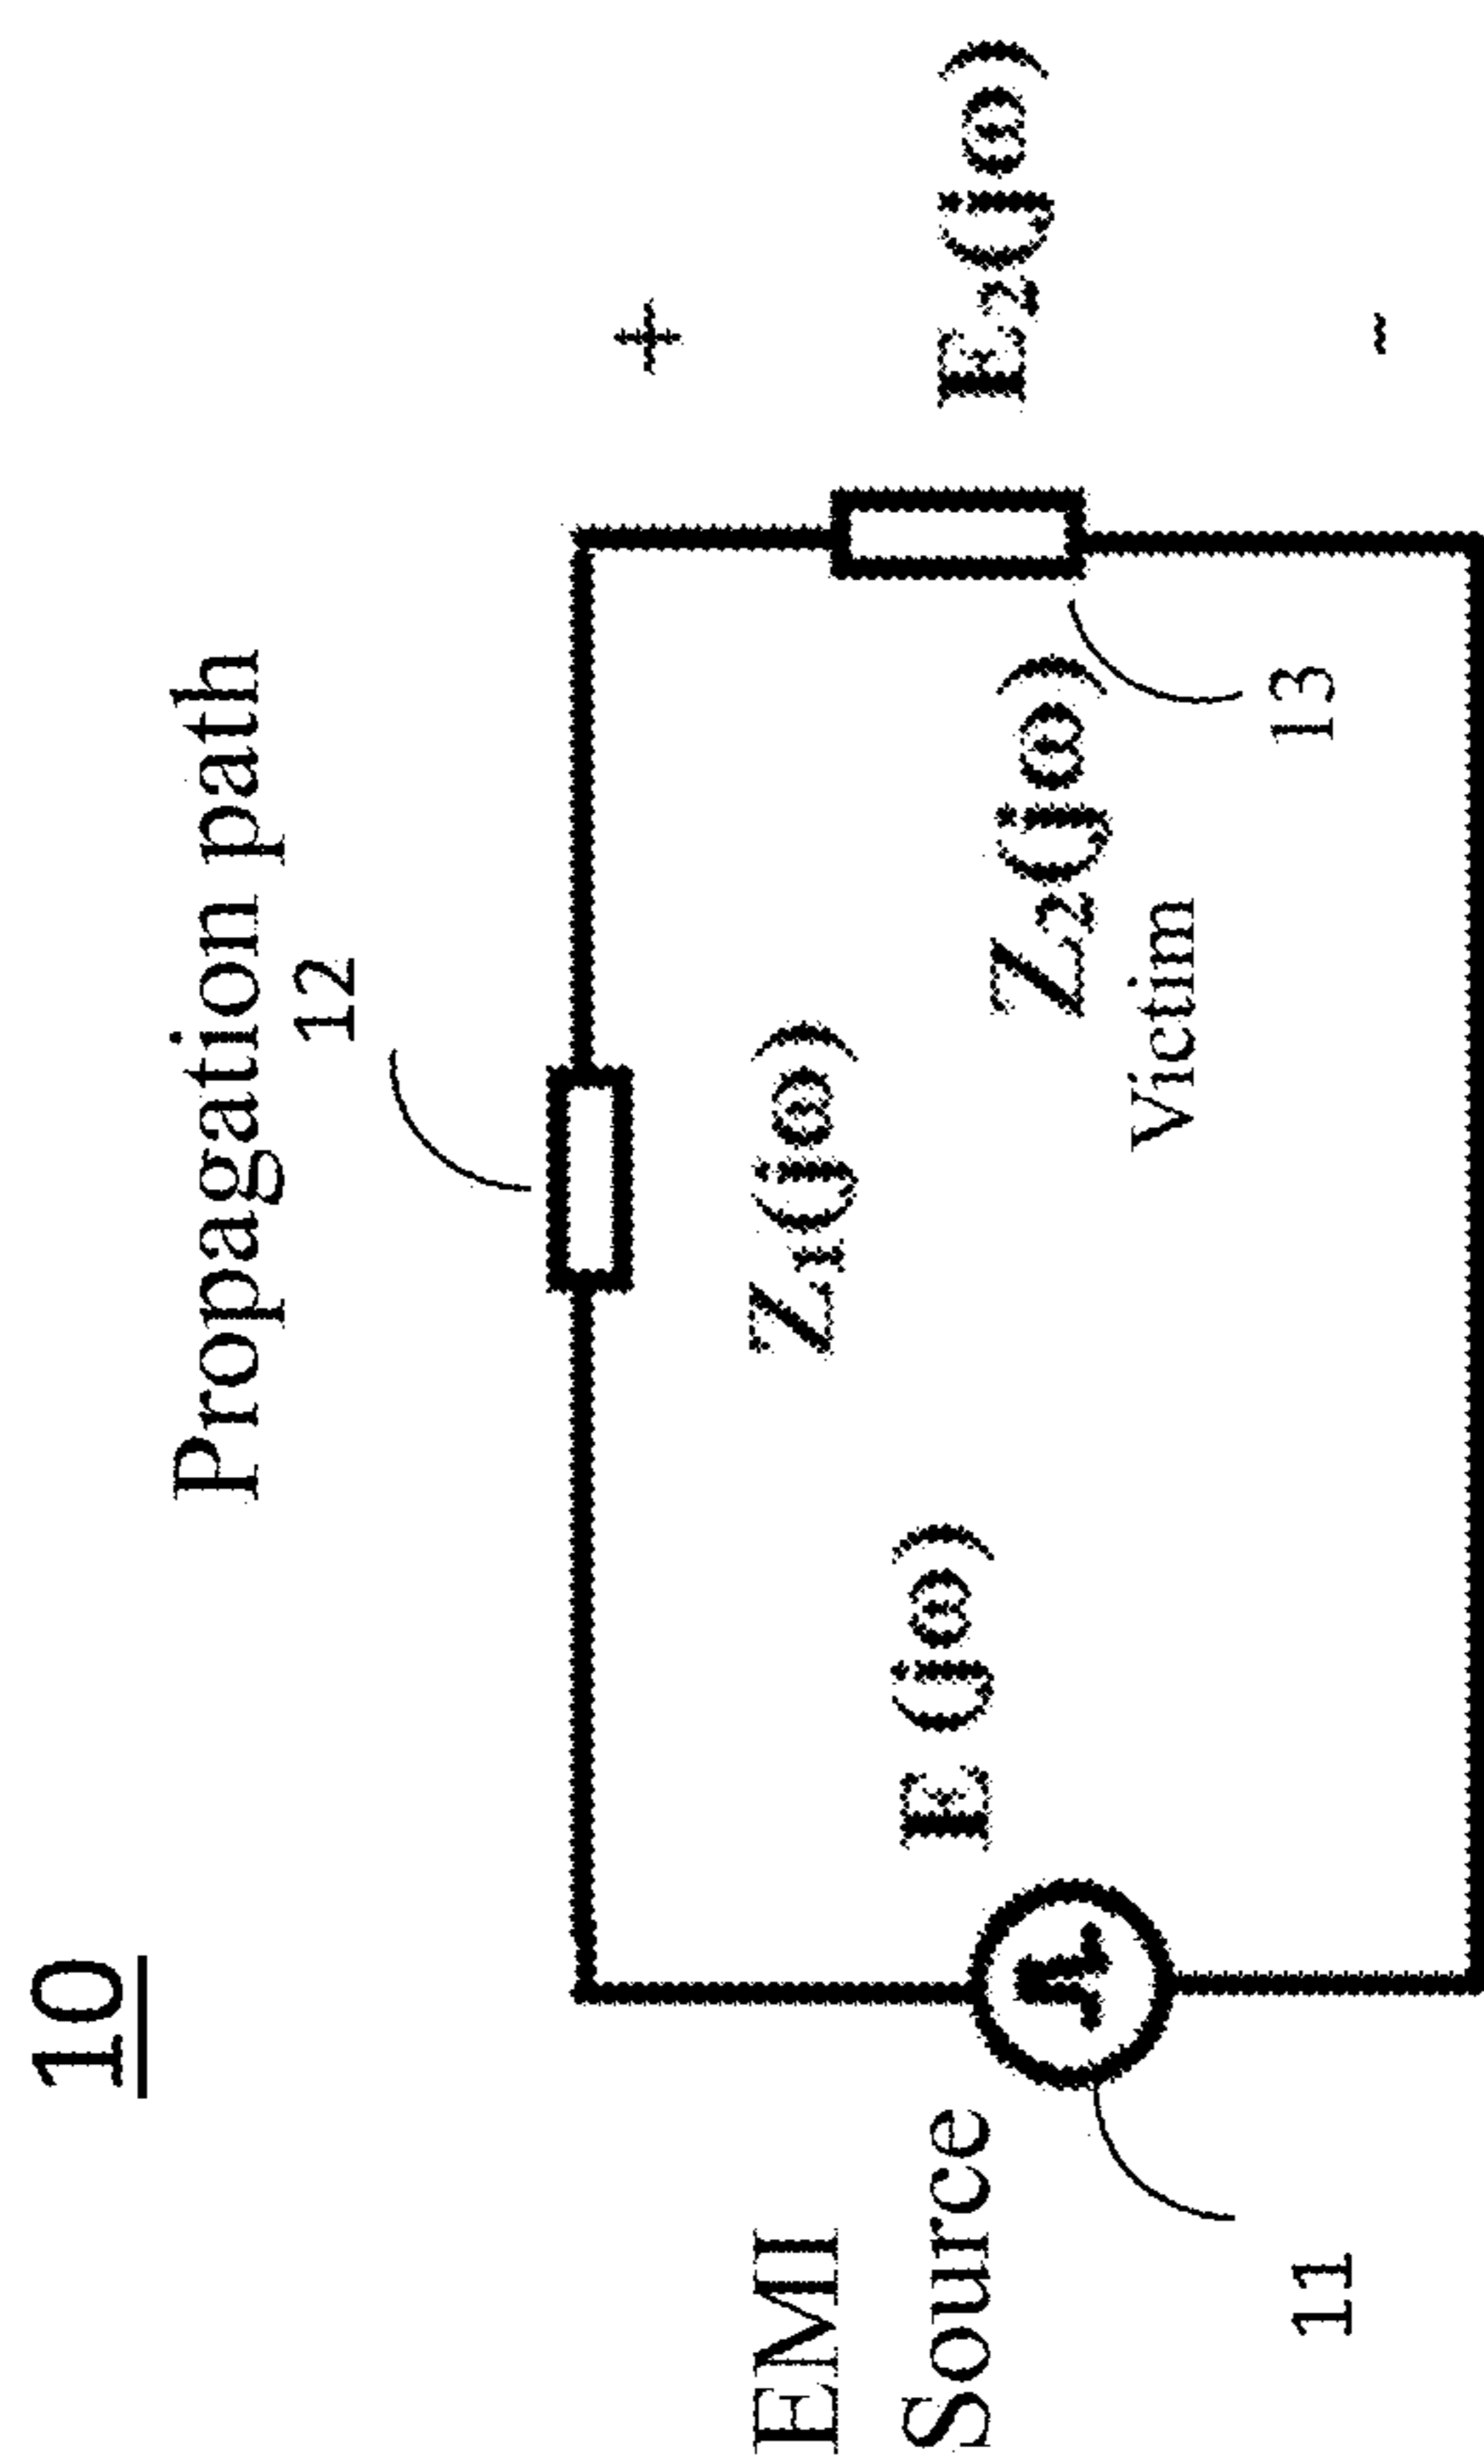 10
Propagation path
12
Z₁(jω)
EMI
Source
E (jω)
11
Z₂(jω)
Victim
13
+
E₂(jω)
-